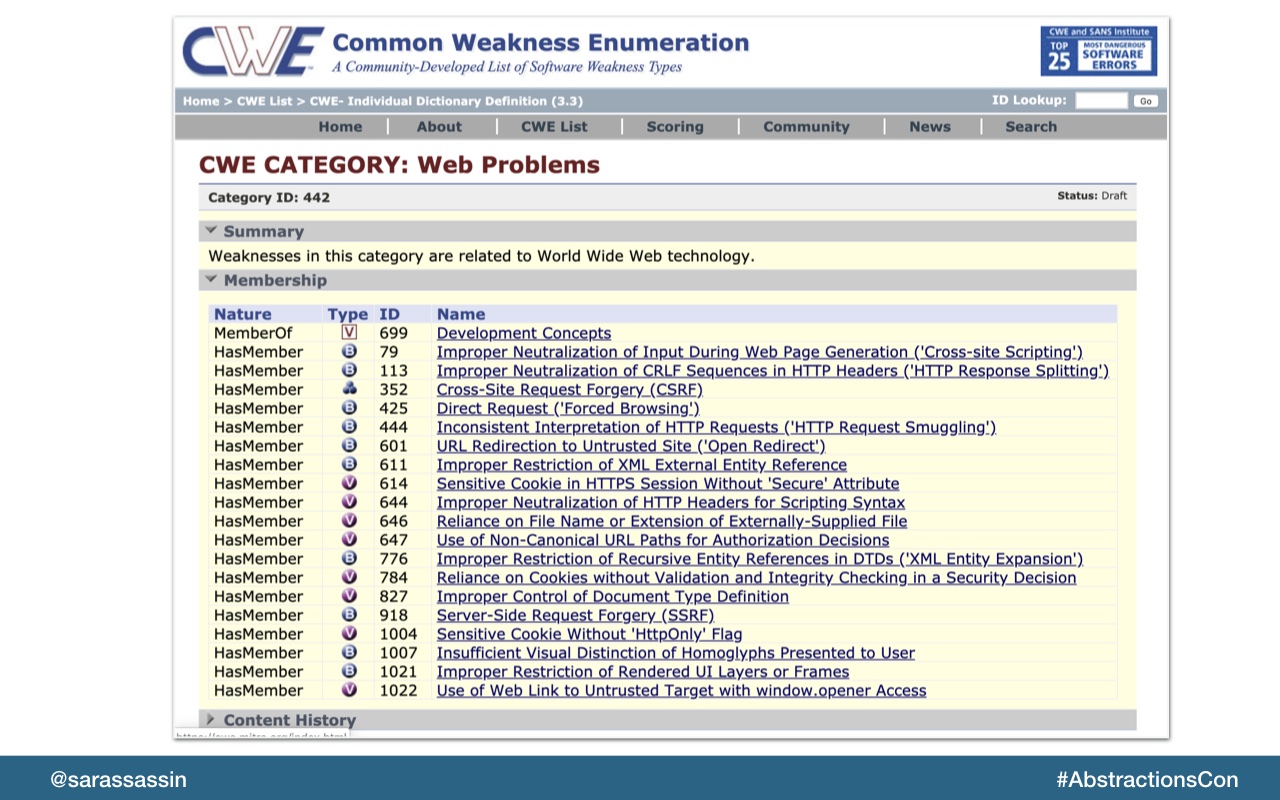 CWE Common Weakness Enumeration
A Community-Developed List of Software Weakness Types
CWE and SANS Institute
TOP 25 MOST DANGEROUS SOFTWARE ERRORS
Home > CWE List > CWE- Individual Dictionary Definition (3.3) ID Lookup: Go
Home About CWE List Scoring Community News Search
CWE CATEGORY: Web Problems
Category ID: 442 Status: Draft
Summary
Weaknesses in this category are related to World Wide Web technology.
Membership
Nature Type ID Name
MemberOf V 699 Development Concepts
HasMember B 79 Improper Neutralization of Input During Web Page Generation ('Cross-site Scripting')
HasMember B 113 Improper Neutralization of CRLF Sequences in HTTP Headers ('HTTP Response Splitting')
HasMember 352 Cross-Site Request Forgery (CSRF)
HasMember B 425 Direct Request ('Forced Browsing')
HasMember B 444 Inconsistent Interpretation of HTTP Requests ('HTTP Request Smuggling')
HasMember B 601 URL Redirection to Untrusted Site ('Open Redirect')
HasMember B 611 Improper Restriction of XML External Entity Reference
HasMember V 614 Sensitive Cookie in HTTPS Session Without 'Secure' Attribute
HasMember V 644 Improper Neutralization of HTTP Headers for Scripting Syntax
HasMember V 646 Reliance on File Name or Extension of Externally-Supplied File
HasMember V 647 Use of Non-Canonical URL Paths for Authorization Decisions
HasMember B 776 Improper Restriction of Recursive Entity References in DTDs ('XML Entity Expansion')
HasMember V 784 Reliance on Cookies without Validation and Integrity Checking in a Security Decision
HasMember V 827 Improper Control of Document Type Definition
HasMember B 918 Server-Side Request Forgery (SSRF)
HasMember V 1004 Sensitive Cookie Without 'HttpOnly' Flag
HasMember B 1007 Insufficient Visual Distinction of Homoglyphs Presented to User
HasMember B 1021 Improper Restriction of Rendered UI Layers or Frames
HasMember V 1022 Use of Web Link to Untrusted Target with window.opener Access
Content History
https://cwe.mitre.org/index.html
@sarassassin #AbstractionsCon